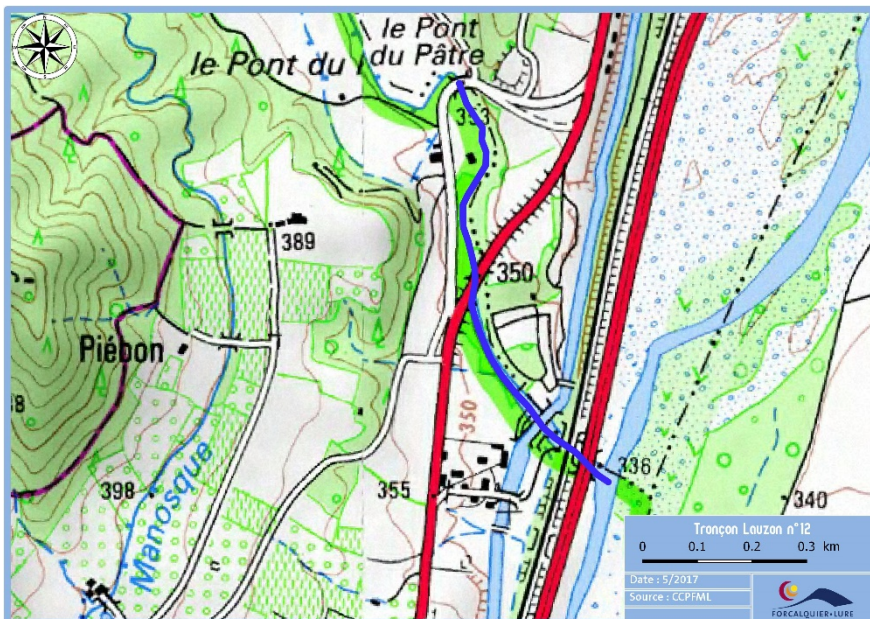 le Pont
du Pâtre
le Pont du
353
389
350
Piébon
350
336
398
355
340
Manosque
Tronçon Lauzon n°12
0 0.1 0.2 0.3 km
Date : 5/2017
Source : CCPFML
FORCALQUIER•LURE